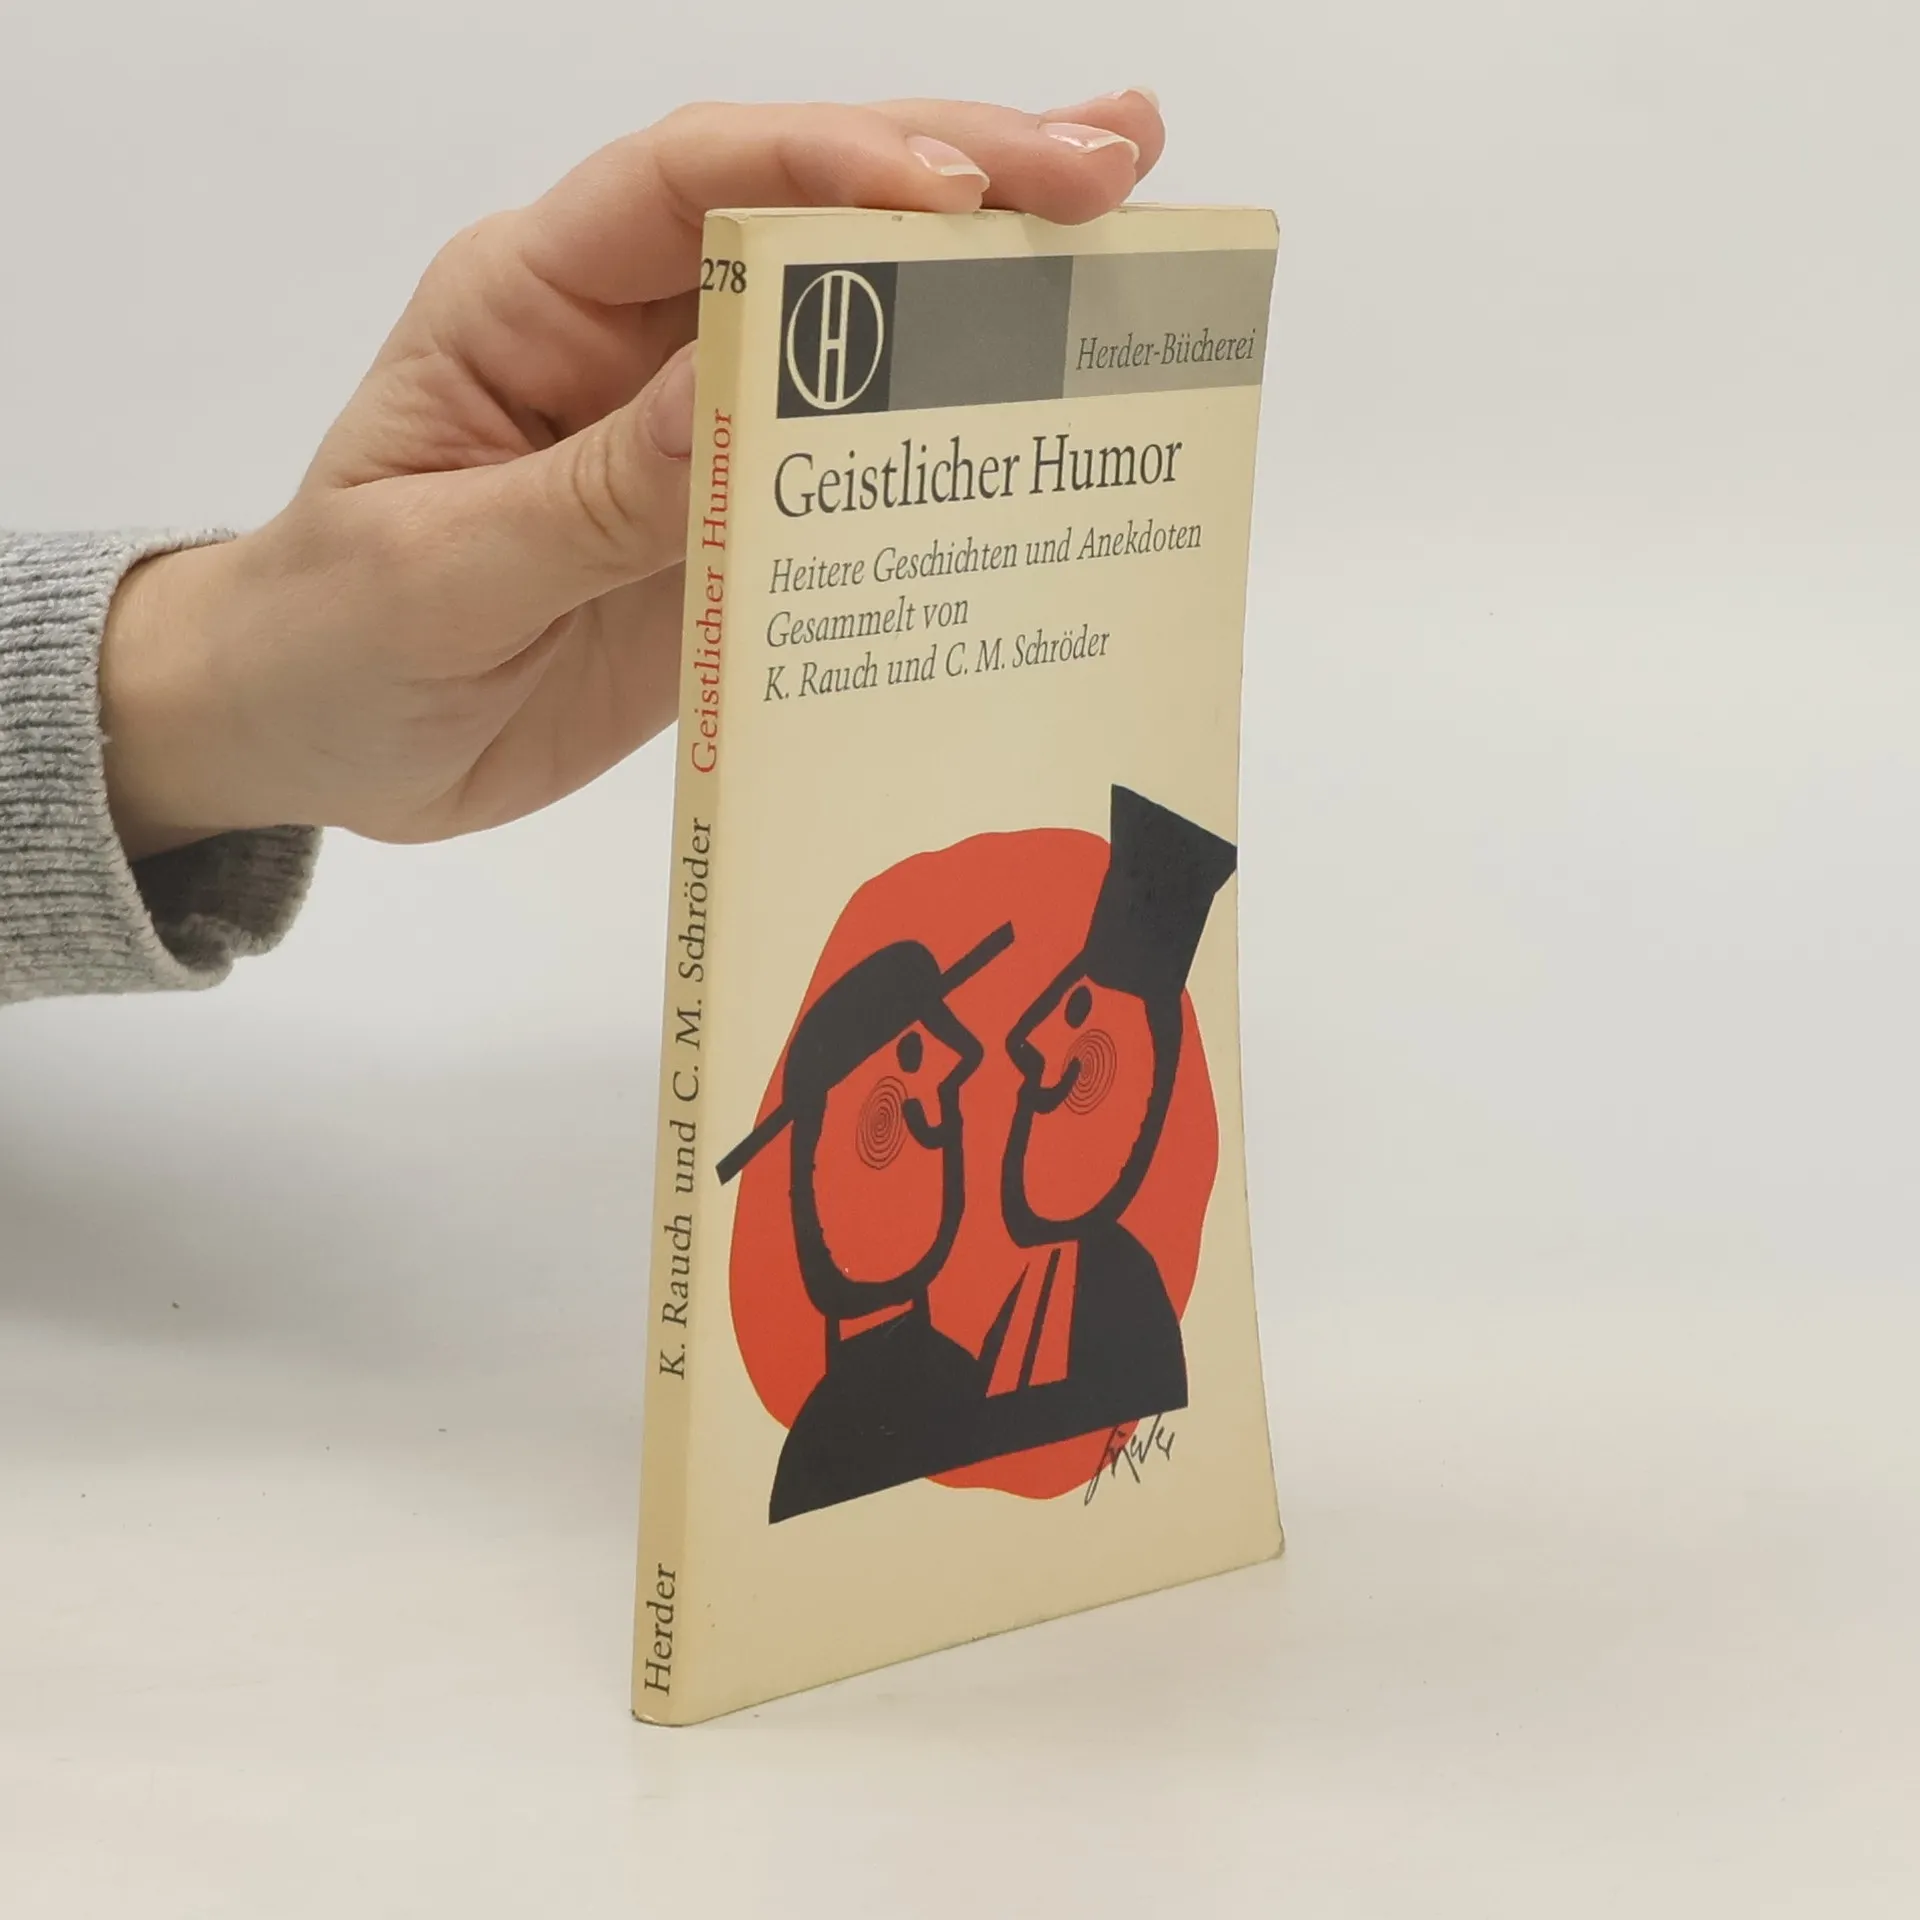 278
K. Rauch und C. M. Schröder Geistlicher Humor
Herder
H
Herder-Bücherei
Geistlicher Humor
Heitere Geschichten und Anekdoten
Gesammelt von
K. Rauch und C. M. Schröder